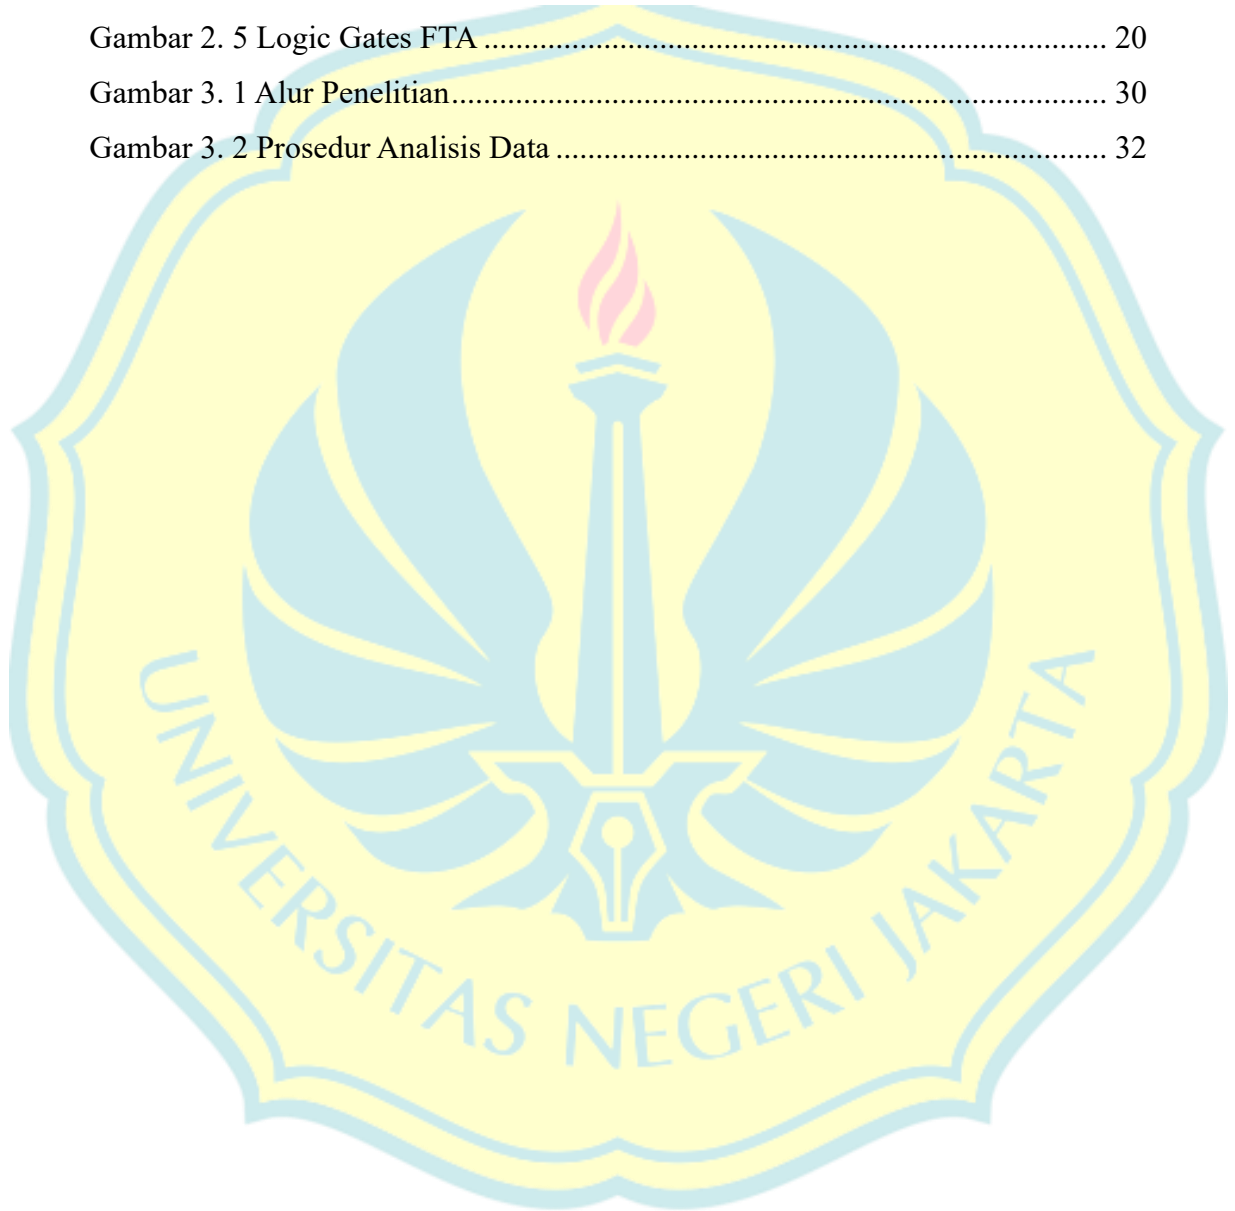 Gambar 2. 5 Logic Gates FTA ............................................................................... 20
Gambar 3. 1 Alur Penelitian................................................................................... 30
Gambar 3. 2 Prosedur Analisis Data ...................................................................... 32
UNIVERSITAS NEGERI JAKARTA